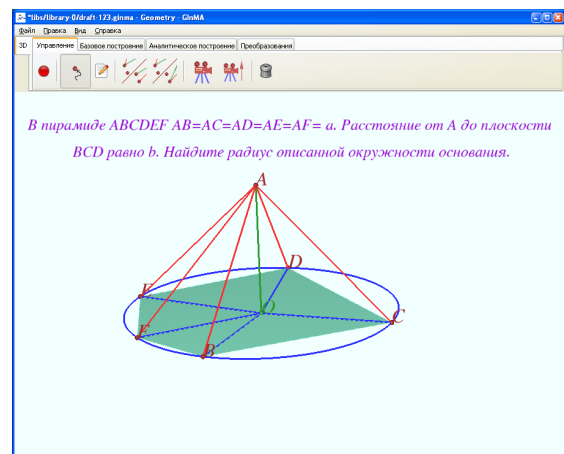 *libs/library-0/draft-123.ginma - Geometry - GInMA
Файл Правка Вид Справка
3D Управление Базовое построение Аналитическое построение Преобразования
В пирамиде ABCDEF AB=AC=AD=AE=AF= a. Расстояние от A до плоскости
BCD равно b. Найдите радиус описанной окружности основания.
A
D
E
O
C
F
B